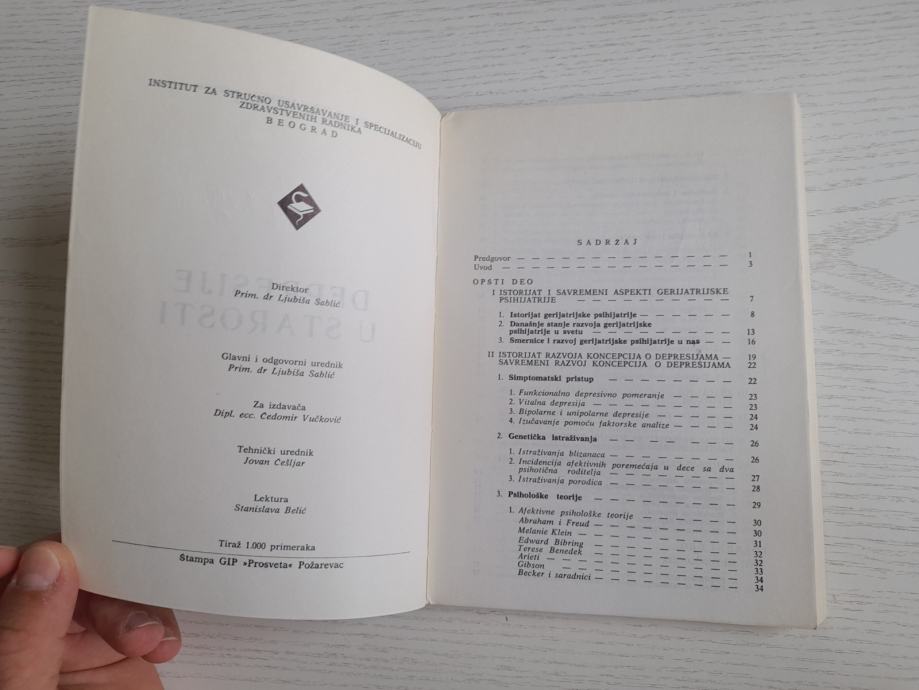 INSTITUT ZA STRUČNO USAVRŠAVANJE I SPECIJALIZACIJU
ZDRAVSTVENIH RADNIKA
BEOGRAD
Direktor
Prim. dr Ljubiša Sablić
Glavni i odgovorni urednik
Prim. dr Ljubiša Sablić
Za izdavača
Dipl. ecc. Čedomir Vučković
Tehnički urednik
Jovan Češljar
Lektura
Stanislava Belić
Tiraž 1.000 primeraka
Štampa GIP »Prosveta« Požarevac
SADRŽAJ
Predgovor — 1
Uvod — 3
OPŠTI DEO
I ISTORIJAT I SAVREMENI ASPEKTI GERIJATRIJSKE
PSIHIJATRIJE — 7
1. Istorijat gerijatrijske psihijatrije — 8
2. Današnje stanje razvoja gerijatrijske
psihijatrije u svetu — 13
3. Smernice i razvoj gerijatrijske psihijatrije u nas — 16
II ISTORIJAT RAZVOJA KONCEPCIJA O DEPRESIJAMA — 19
SAVREMENI RAZVOJ KONCEPCIJA O DEPRESIJAMA 22
1. Simptomatski pristup — 22
1. Funkcionalno depresivno pomeranje — 23
2. Vitalna depresija — 23
3. Bipolarne i unipolarne depresije — 24
4. Izučavanje pomoću faktorske analize — 24
2. Genetička istraživanja — 26
1. Istraživanja blizanaca — 26
2. Incidencija afektivnih poremećaja u dece sa dva
psihotična roditelja — 27
3. Istraživanja porodica — 28
3. Psihološke teorije — 29
1. Afektivne psihološke teorije — 30
Abraham i Freud — 30
Melanie Klein — 31
Edward Bibring — 32
Terese Benedek — 32
Arieti — 33
Gibson — 34
Becker i saradnici — 34